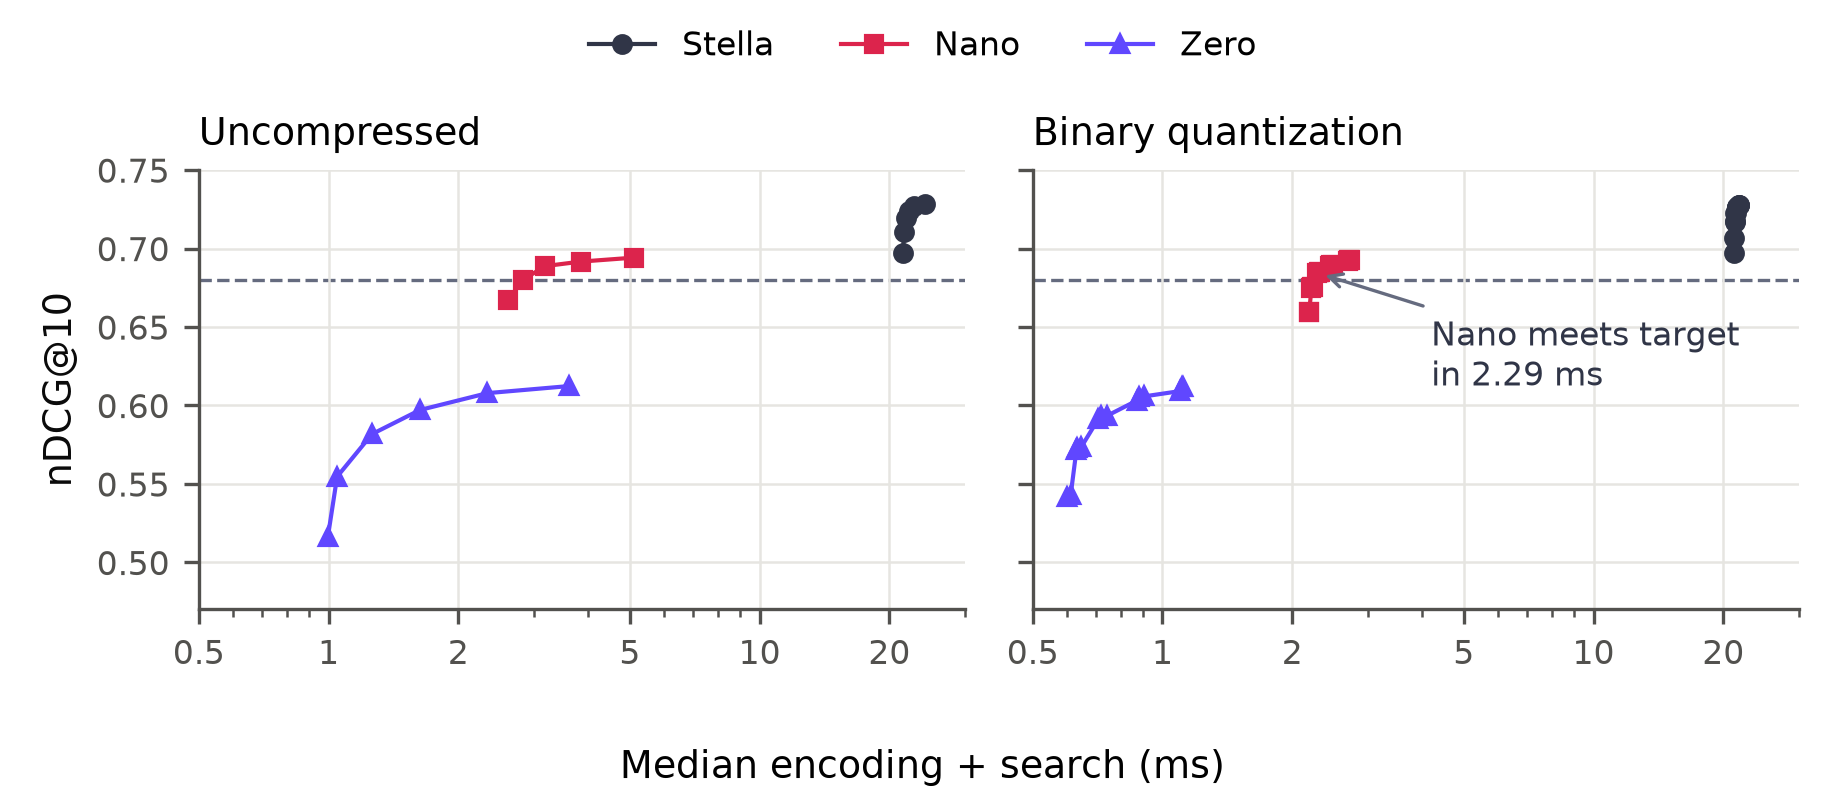 Stella Nano Zero
Uncompressed
Binary quantization
0.75
0.70
0.65
0.60
0.55
0.50
nDCG@10
Nano meets target
in 2.29 ms
0.5 1 2 5 10 20
0.5 1 2 5 10 20
Median encoding + search (ms)